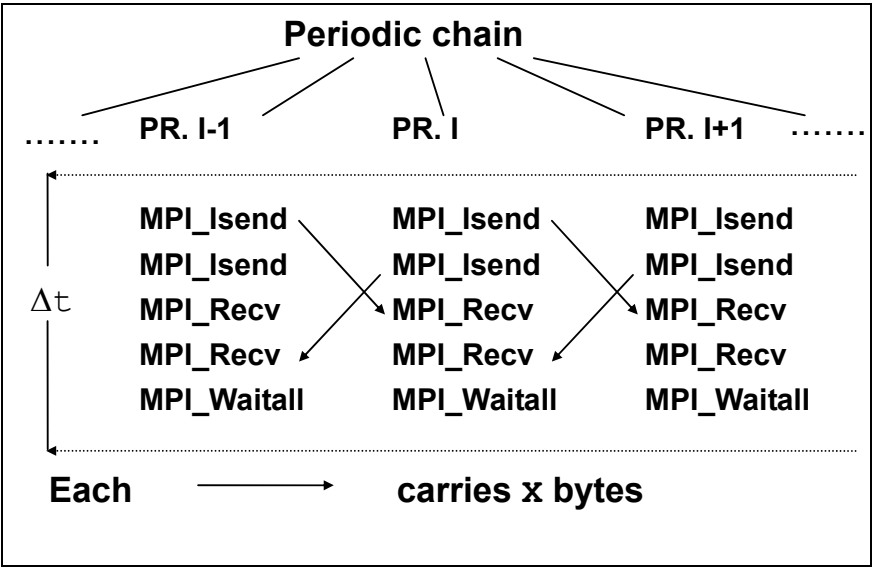 Periodic chain
....... PR. I-1 PR. I PR. I+1 .......
MPI_Isend MPI_Isend MPI_Isend
MPI_Isend MPI_Isend MPI_Isend
Δt MPI_Recv MPI_Recv MPI_Recv
MPI_Recv MPI_Recv MPI_Recv
MPI_Waitall MPI_Waitall MPI_Waitall
Each carries x bytes